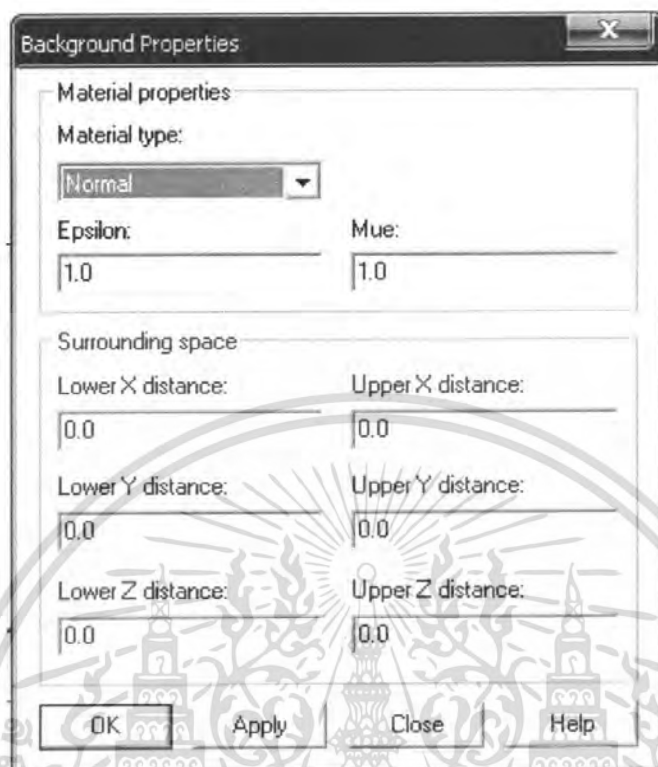 Background Properties
Material properties
Material type:
Normal
Epsilon: Mue:
1.0 1.0
Surrounding space
Lower X distance: Upper X distance:
0.0 0.0
Lower Y distance: Upper Y distance:
0.0 0.0
Lower Z distance: Upper Z distance:
0.0 0.0
OK Apply Close Help